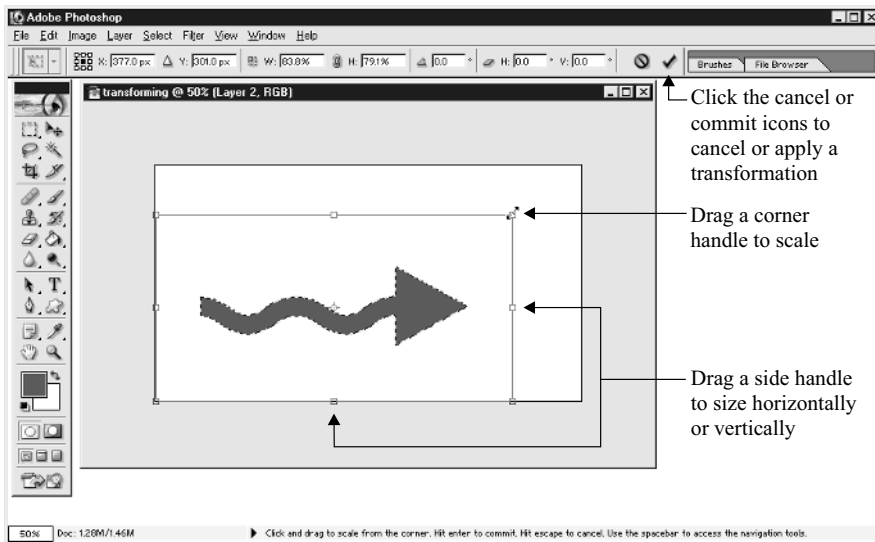 Adobe Photoshop
File Edit Image Layer Select Filter View Window Help
X: 377.0 px Y: 301.0 px W: 83.8% H: 79.1% 0.0 ° H: 0.0 ° V: 0.0 ° Brushes File Browser
transforming @ 50% (Layer 2, RGB)
Click the cancel or
commit icons to
cancel or apply a
transformation
Drag a corner
handle to scale
Drag a side handle
to size horizontally
or vertically
T
50% Doc: 1.28M/1.46M Click and drag to scale from the corner. Hit enter to commit. Hit escape to cancel. Use the spacebar to access the navigation tools.